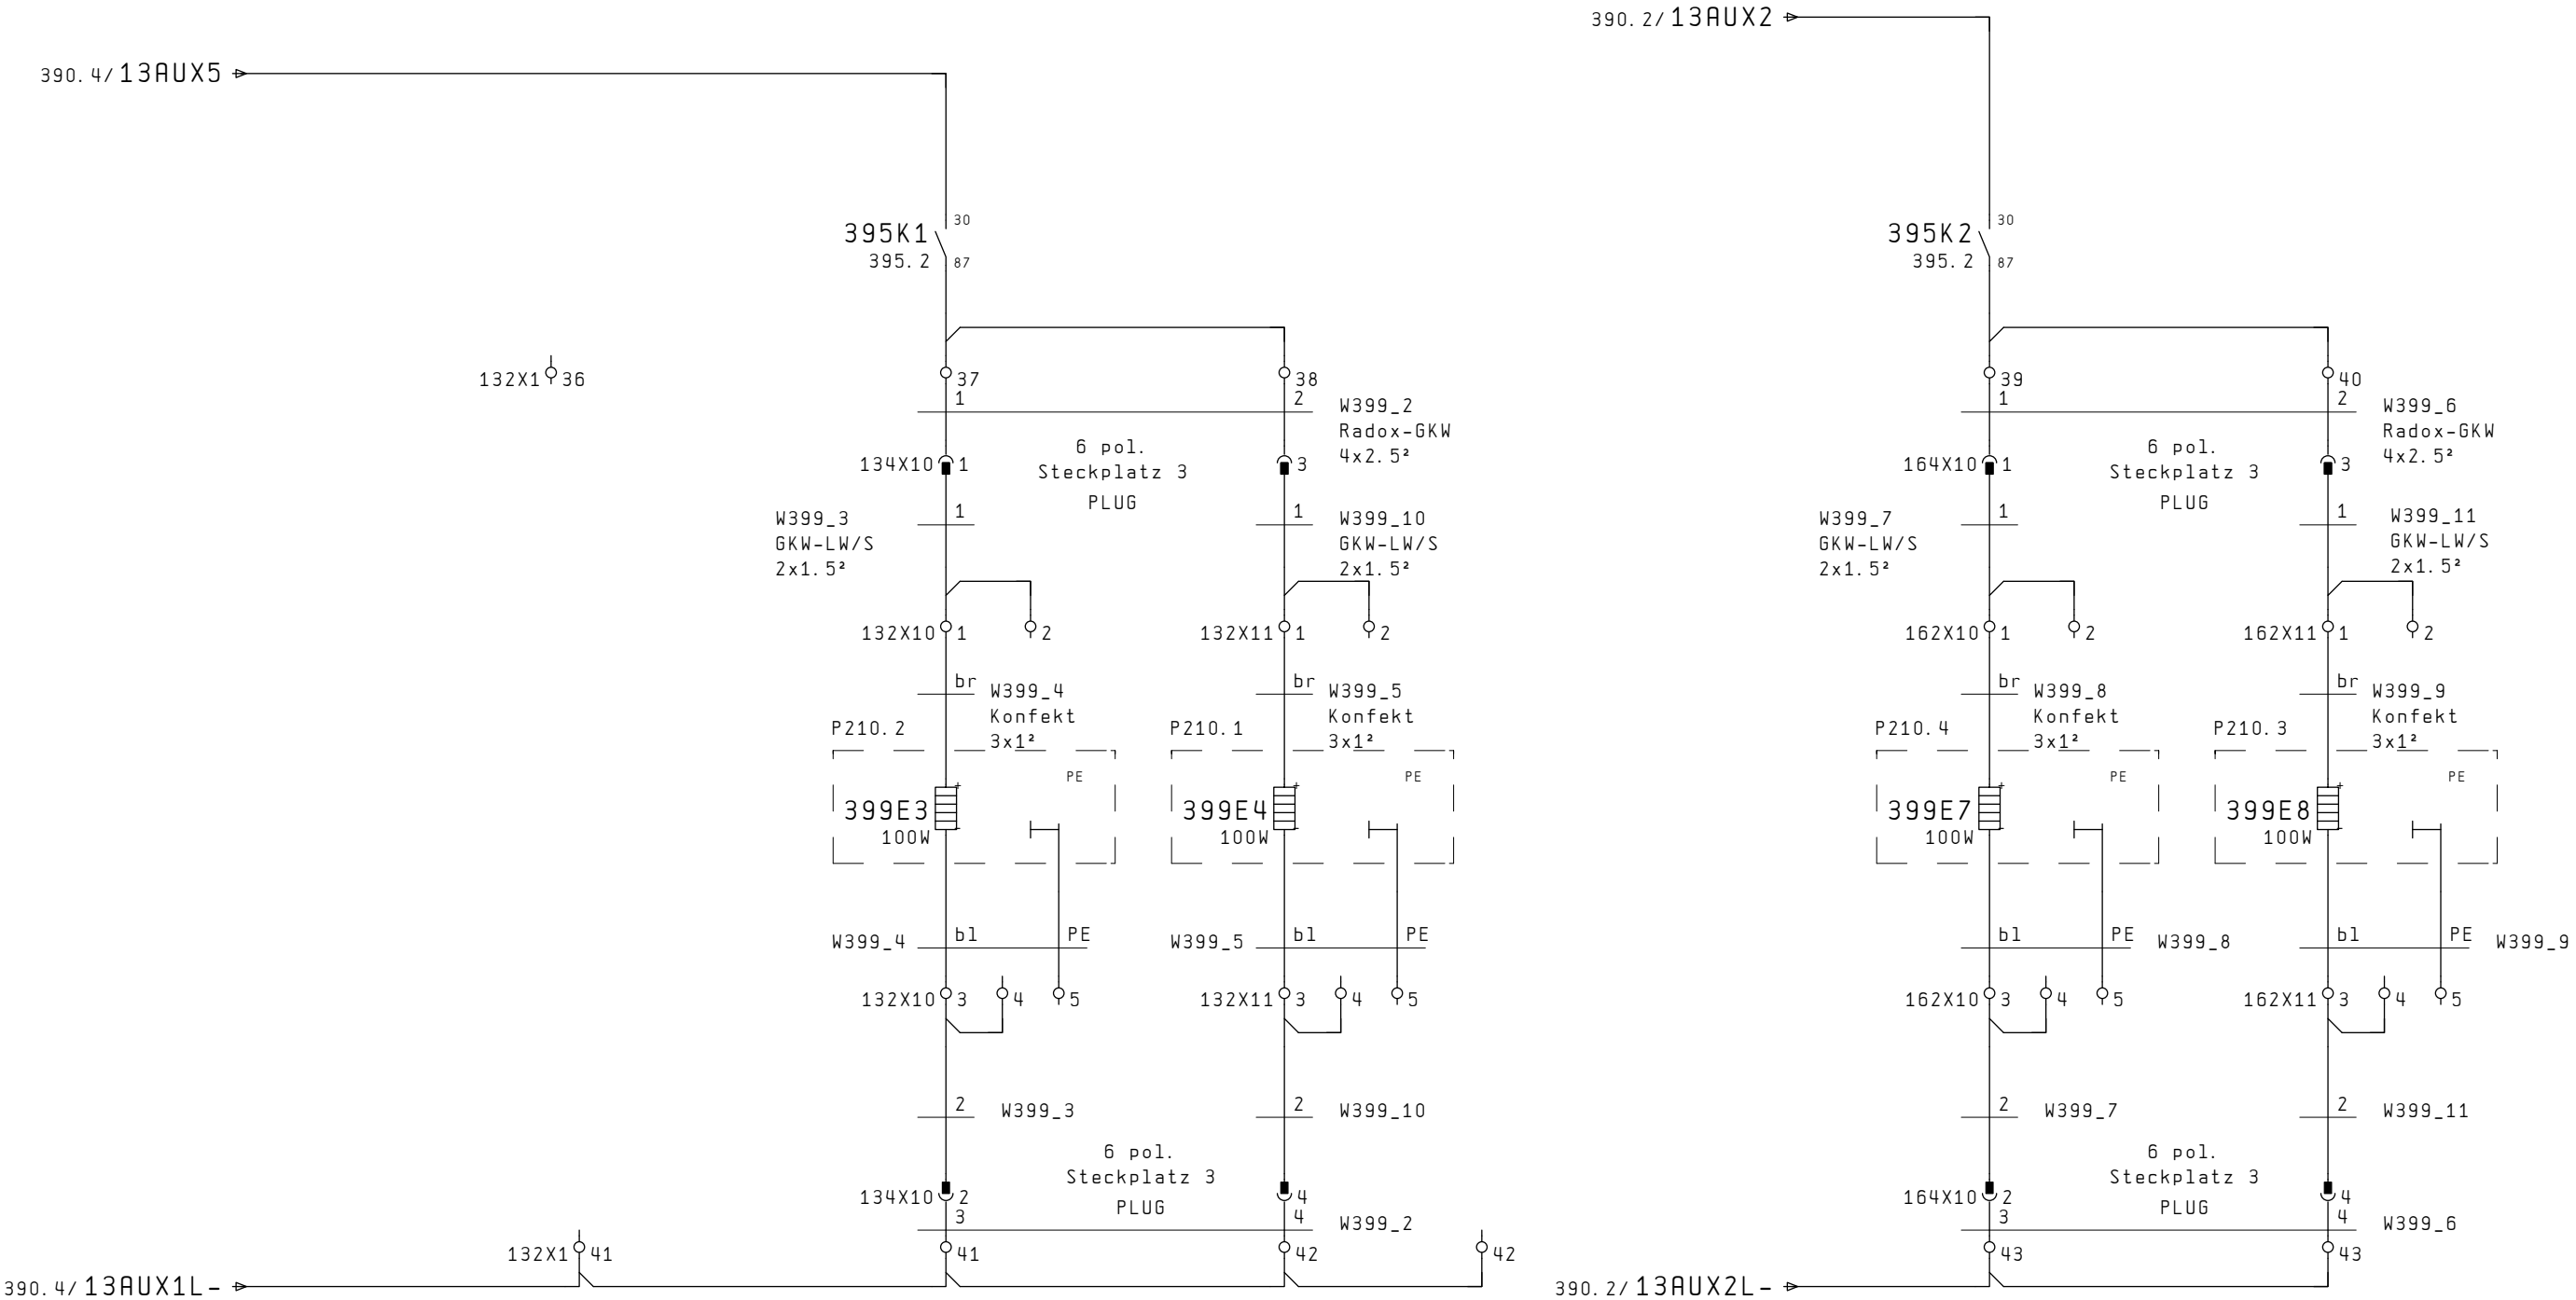 390.2/13AUX2
390.4/13AUX5
30
395K1
395.2
87
30
395K2
395.2
87
132X1
36
37
38
39
40
1
2
W399_2
Radox-GKW
4x2.5²
1
2
W399_6
Radox-GKW
4x2.5²
134X10
1
6 pol.
Steckplatz 3
PLUG
3
164X10
1
6 pol.
Steckplatz 3
PLUG
3
W399_3
GKW-LW/S
2x1.5²
1
1
W399_10
GKW-LW/S
2x1.5²
W399_7
GKW-LW/S
2x1.5²
1
1
W399_11
GKW-LW/S
2x1.5²
132X10
1
2
132X11
1
2
162X10
1
2
162X11
1
2
br
W399_4
Konfekt
3x1²
br
W399_5
Konfekt
3x1²
br
W399_8
Konfekt
3x1²
br
W399_9
Konfekt
3x1²
P210.2
P210.1
P210.4
P210.3
PE
PE
PE
PE
+
+
+
+
399E3
100W
399E4
100W
399E7
100W
399E8
100W
-
-
-
-
W399_4
bl
PE
W399_5
bl
PE
bl
PE
W399_8
bl
PE
W399_9
132X10
3
4
5
132X11
3
4
5
162X10
3
4
5
162X11
3
4
5
2
W399_3
2
W399_10
2
W399_7
2
W399_11
134X10
2
6 pol.
Steckplatz 3
PLUG
4
164X10
2
6 pol.
Steckplatz 3
PLUG
4
3
4
W399_2
3
4
W399_6
132X1
41
41
42
42
43
43
390.4/13AUX1L-
390.2/13AUX2L-